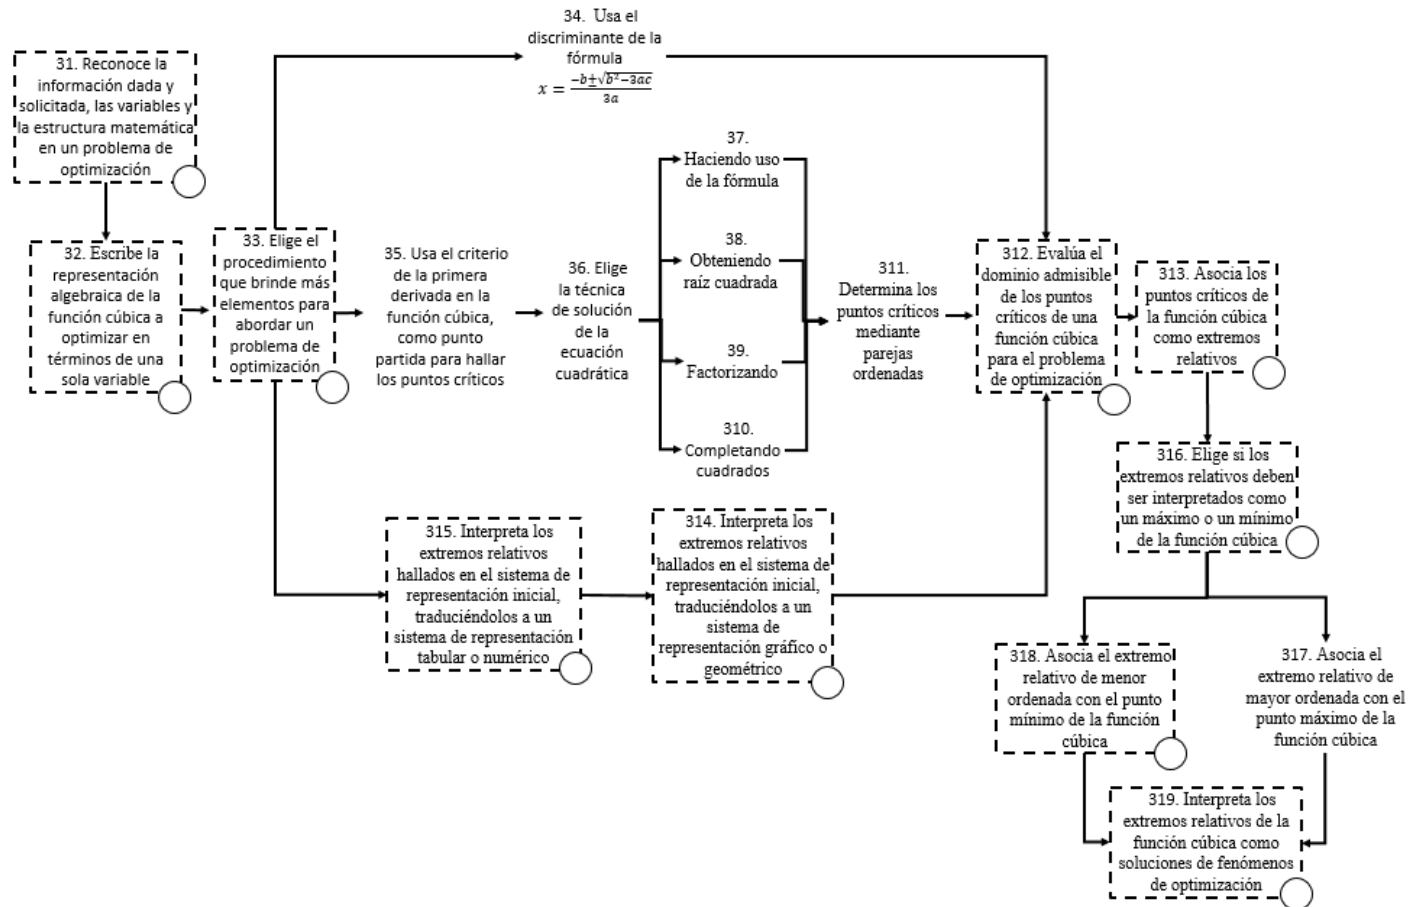 34. Usa el
discriminante de la
fórmula
x = \frac{-b±\sqrt{b²−3ac}}{3a}
31. Reconoce la
información dada y
solicitada, las variables y
la estructura matemática
en un problema de
optimización
32. Escribe la
representación
algebraica de la
función cúbica a
optimizar en
términos de una
sola variable
33. Elige el
procedimiento
que brinde más
elementos para
abordar un
problema de
optimización
35. Usa el criterio
de la primera
derivada en la
función cúbica,
como punto
partida para hallar
los puntos críticos
36. Elige
la técnica
de solución
de la
ecuación
cuadrática
37.
Haciendo uso
de la fórmula
38.
Obteniendo
raíz cuadrada
39.
Factorizando
310.
Completando
cuadrados
311.
Determina los
puntos críticos
mediante
parejas
ordenadas
312. Evalúa el
dominio admisible
de los puntos
críticos de una
función cúbica
para el problema
de optimización
313. Asocia los
puntos críticos de
la función cúbica
como extremos
relativos
315. Interpreta los
extremos relativos
hallados en el sistema de
representación inicial,
traduciéndolos a un
sistema de representación
tabular o numérico
314. Interpreta los
extremos relativos
hallados en el sistema de
representación inicial,
traduciéndolos a un
sistema de
representación gráfico o
geométrico
316. Elige si los
extremos relativos deben
ser interpretados como
un máximo o un mínimo
de la función cúbica
318. Asocia el extremo
relativo de menor
ordenada con el punto
mínimo de la función
cúbica
317. Asocia el
extremo relativo de
mayor ordenada con el
punto máximo de la
función cúbica
319. Interpreta los
extremos relativos de la
función cúbica como
soluciones de fenómenos
de optimización